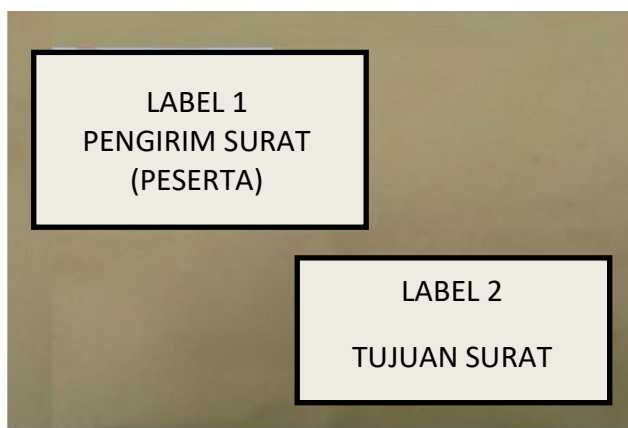 LABEL 1
PENGIRIM SURAT
(PESERTA)
LABEL 2
TUJUAN SURAT